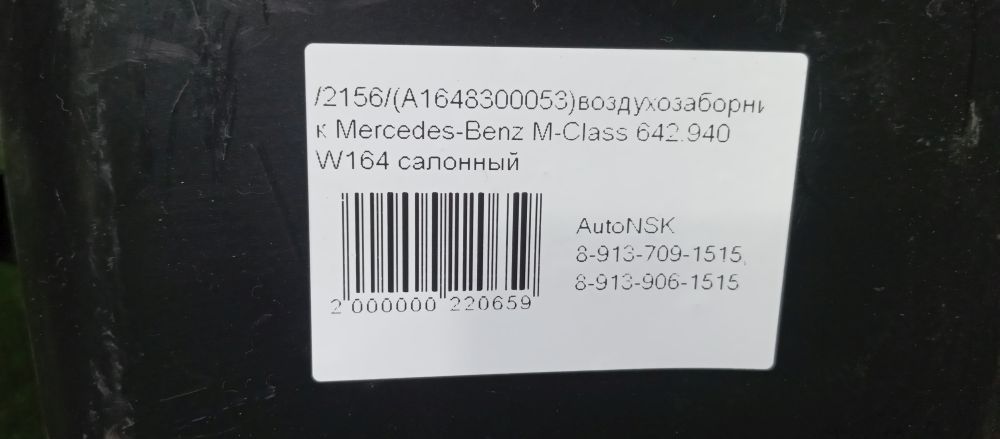 /2156/(A1648300053)воздухозаборни
к Mercedes-Benz M-Class 642.940
W164 салонный
AutoNSK
8-913-709-1515,
8-913-906-1515
2 000000 220659